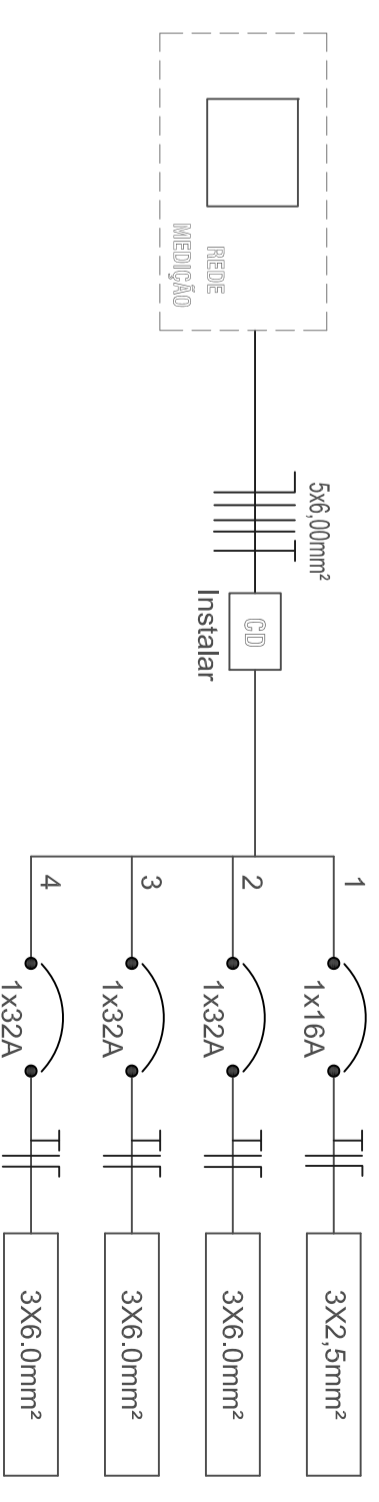 REDE
MEDIÇÃO
5x6,00mm²
CD
Instalar
1
1x16A
3X2,5mm²
2
1x32A
3X6.0mm²
3
1x32A
3X6.0mm²
4
1x32A
3X6.0mm²